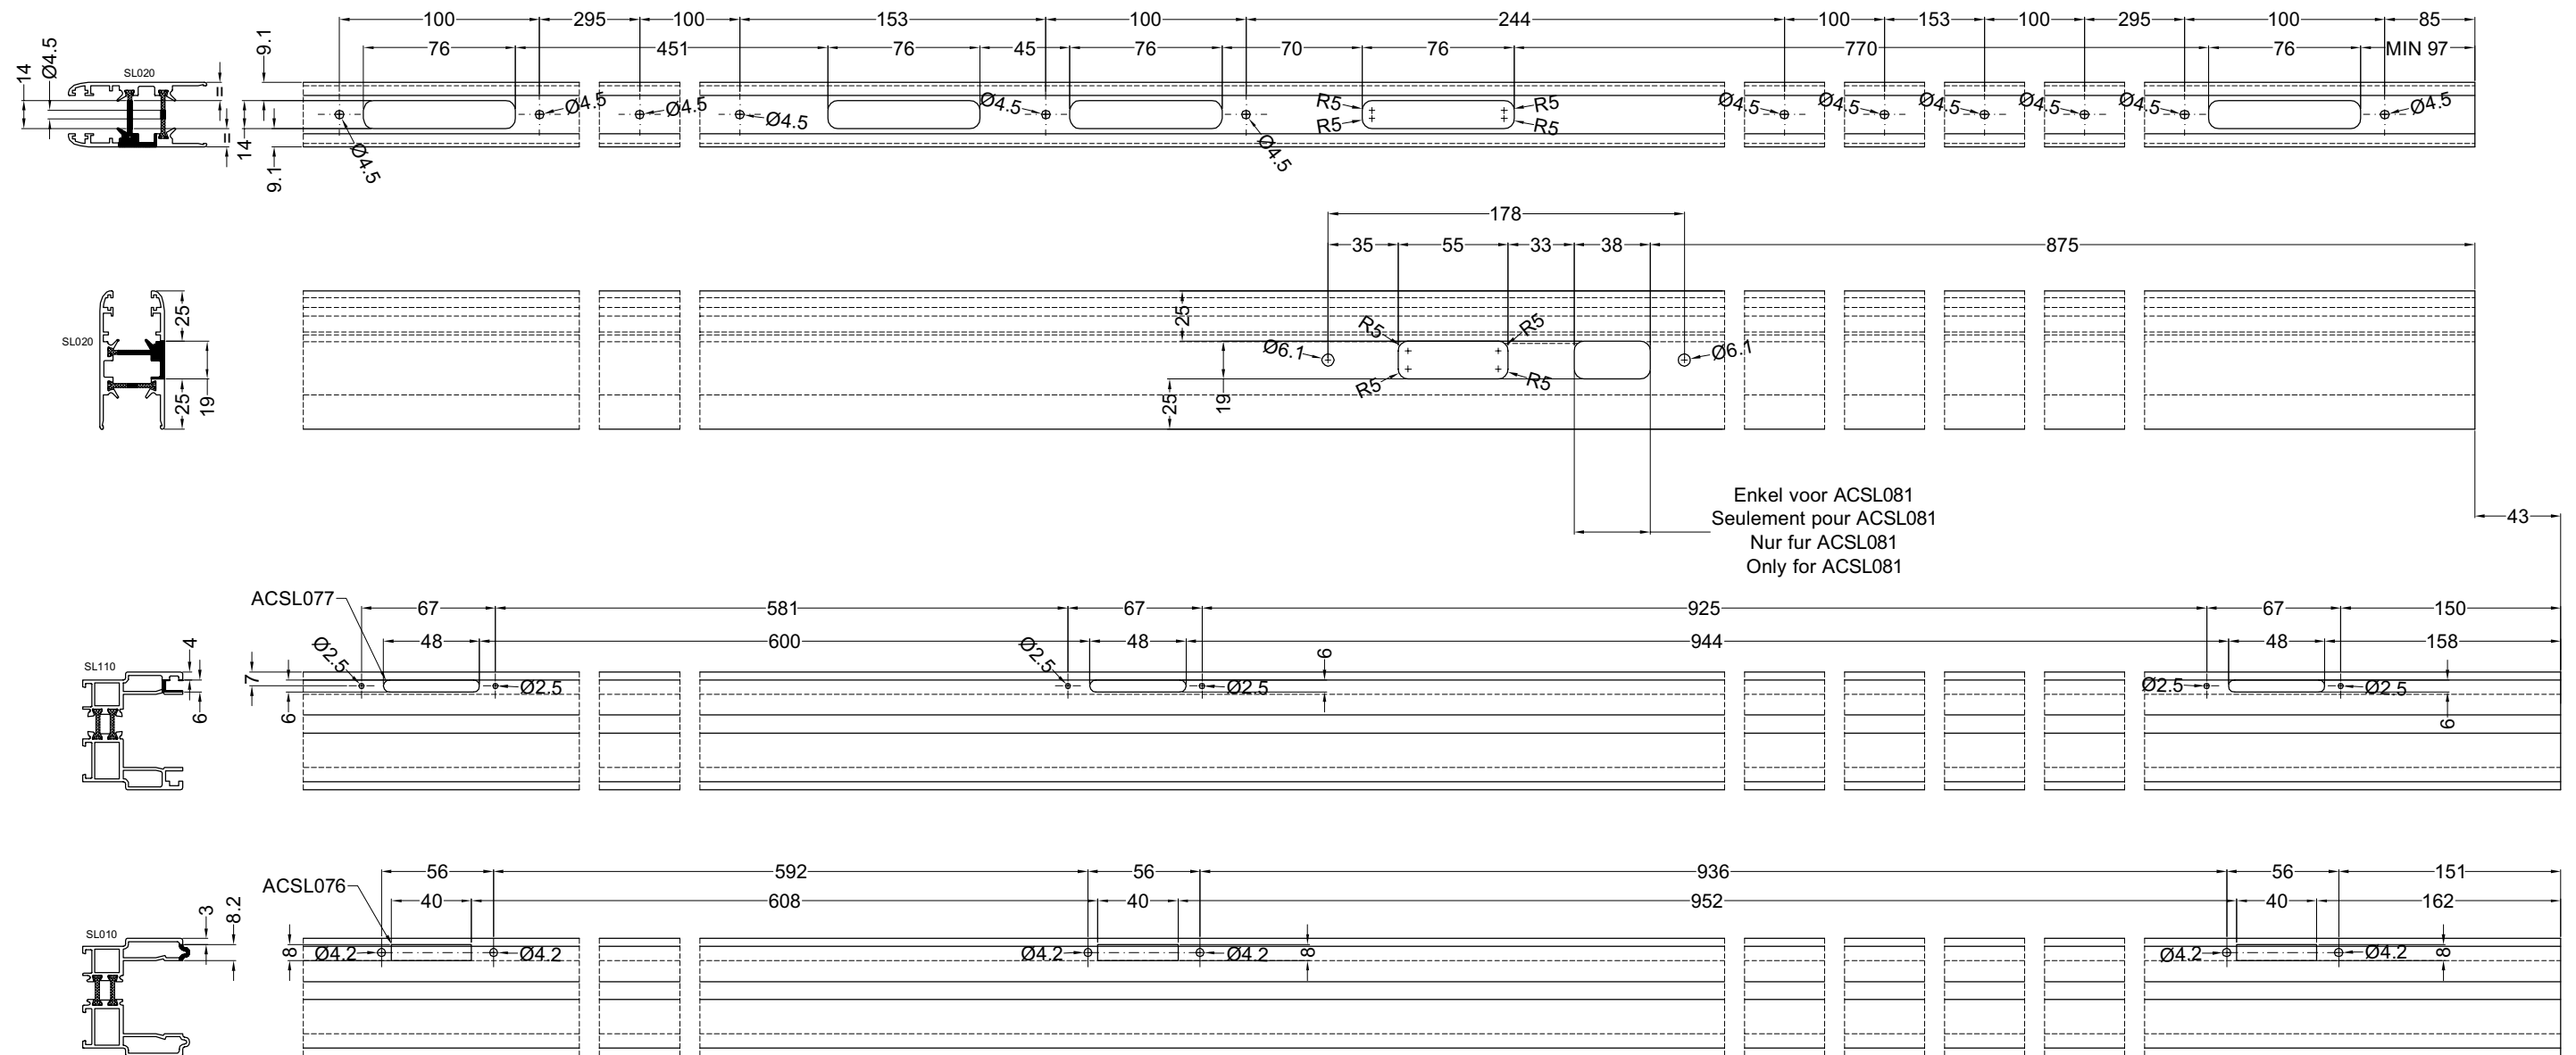 100 295 100 153 100 244 100 153 100 295 100 85
76 451 76 45 76 70 76 770 76 MIN 97
9.1
Ø4.5
14
SL020
=
=
14
9.1
Ø4.5 Ø4.5 Ø4.5 Ø4.5 Ø4.5 Ø4.5
R5 R5
R5 R5
Ø4.5 Ø4.5 Ø4.5 Ø4.5 Ø4.5 Ø4.5
178
35 55 33 38 875
SL020
25
19
25
25
19
25
Ø6.1 R5 R5 Ø6.1
R5 R5
Enkel voor ACSL081
Seulement pour ACSL081
Nur fur ACSL081
Only for ACSL081
43
ACSL077
67 581 67 925 67 150
48 600 48 944 48 158
SL110
4
6
7
6
Ø2.5 Ø2.5 Ø2.5 Ø2.5 Ø2.5 Ø2.5
6
6
ACSL076
56 592 56 936 56 151
40 608 40 952 40 162
SL010
3
8.2
8 Ø4.2 Ø4.2 Ø4.2 Ø4.2 8 Ø4.2 Ø4.2 8